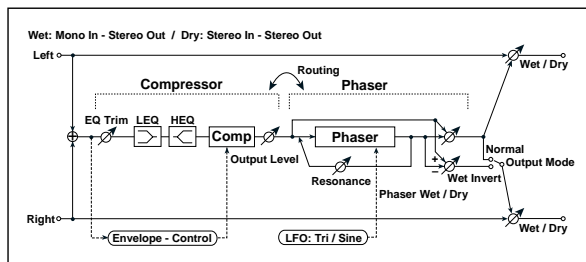 Wet: Mono In - Stereo Out / Dry: Stereo In - Stereo Out
Left
Wet / Dry
Routing
Compressor
Phaser
EQ Trim
LEQ
HEQ
Comp
Output Level
Phaser
+
−
Normal
Output Mode
Wet Invert
Resonance
Phaser Wet / Dry
Right
Wet / Dry
Envelope - Control
LFO: Tri / Sine